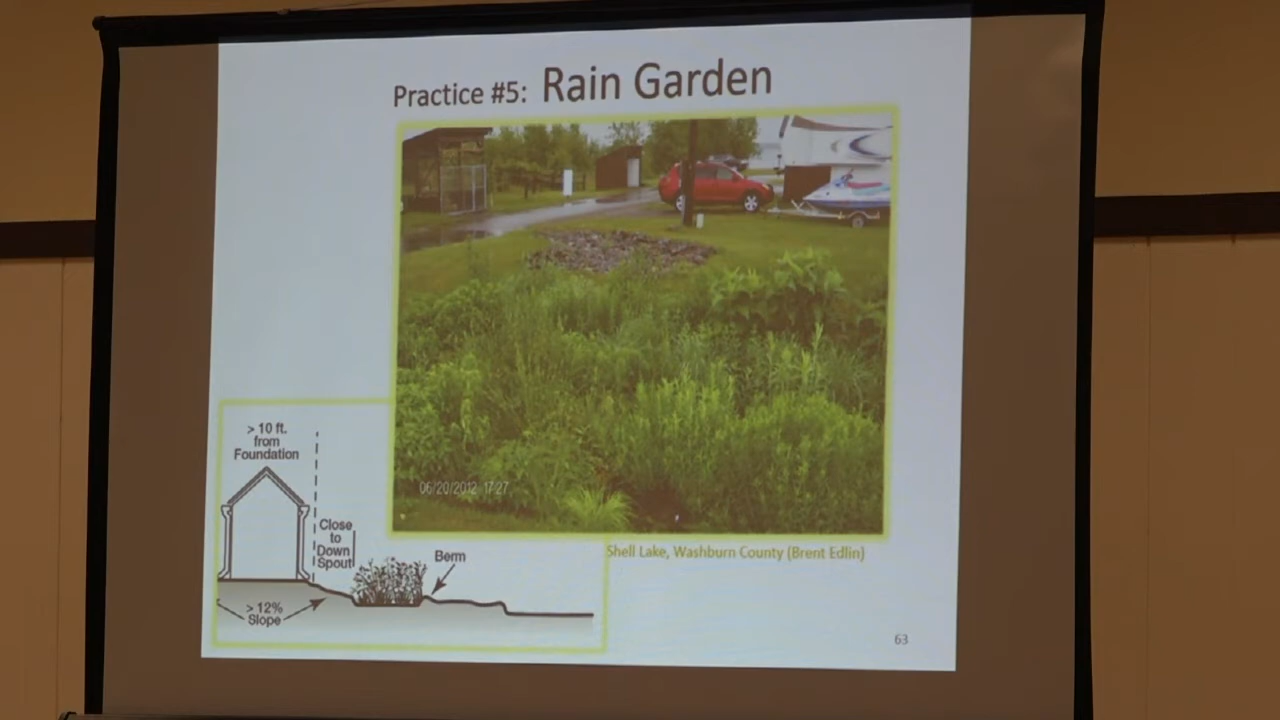 Practice #5: Rain Garden
06/20/2012 17:27
Shell Lake, Washburn County (Brent Edlin)
> 10 ft.
from
Foundation
Close
to
Down
Spout
Berm
> 12%
Slope
63